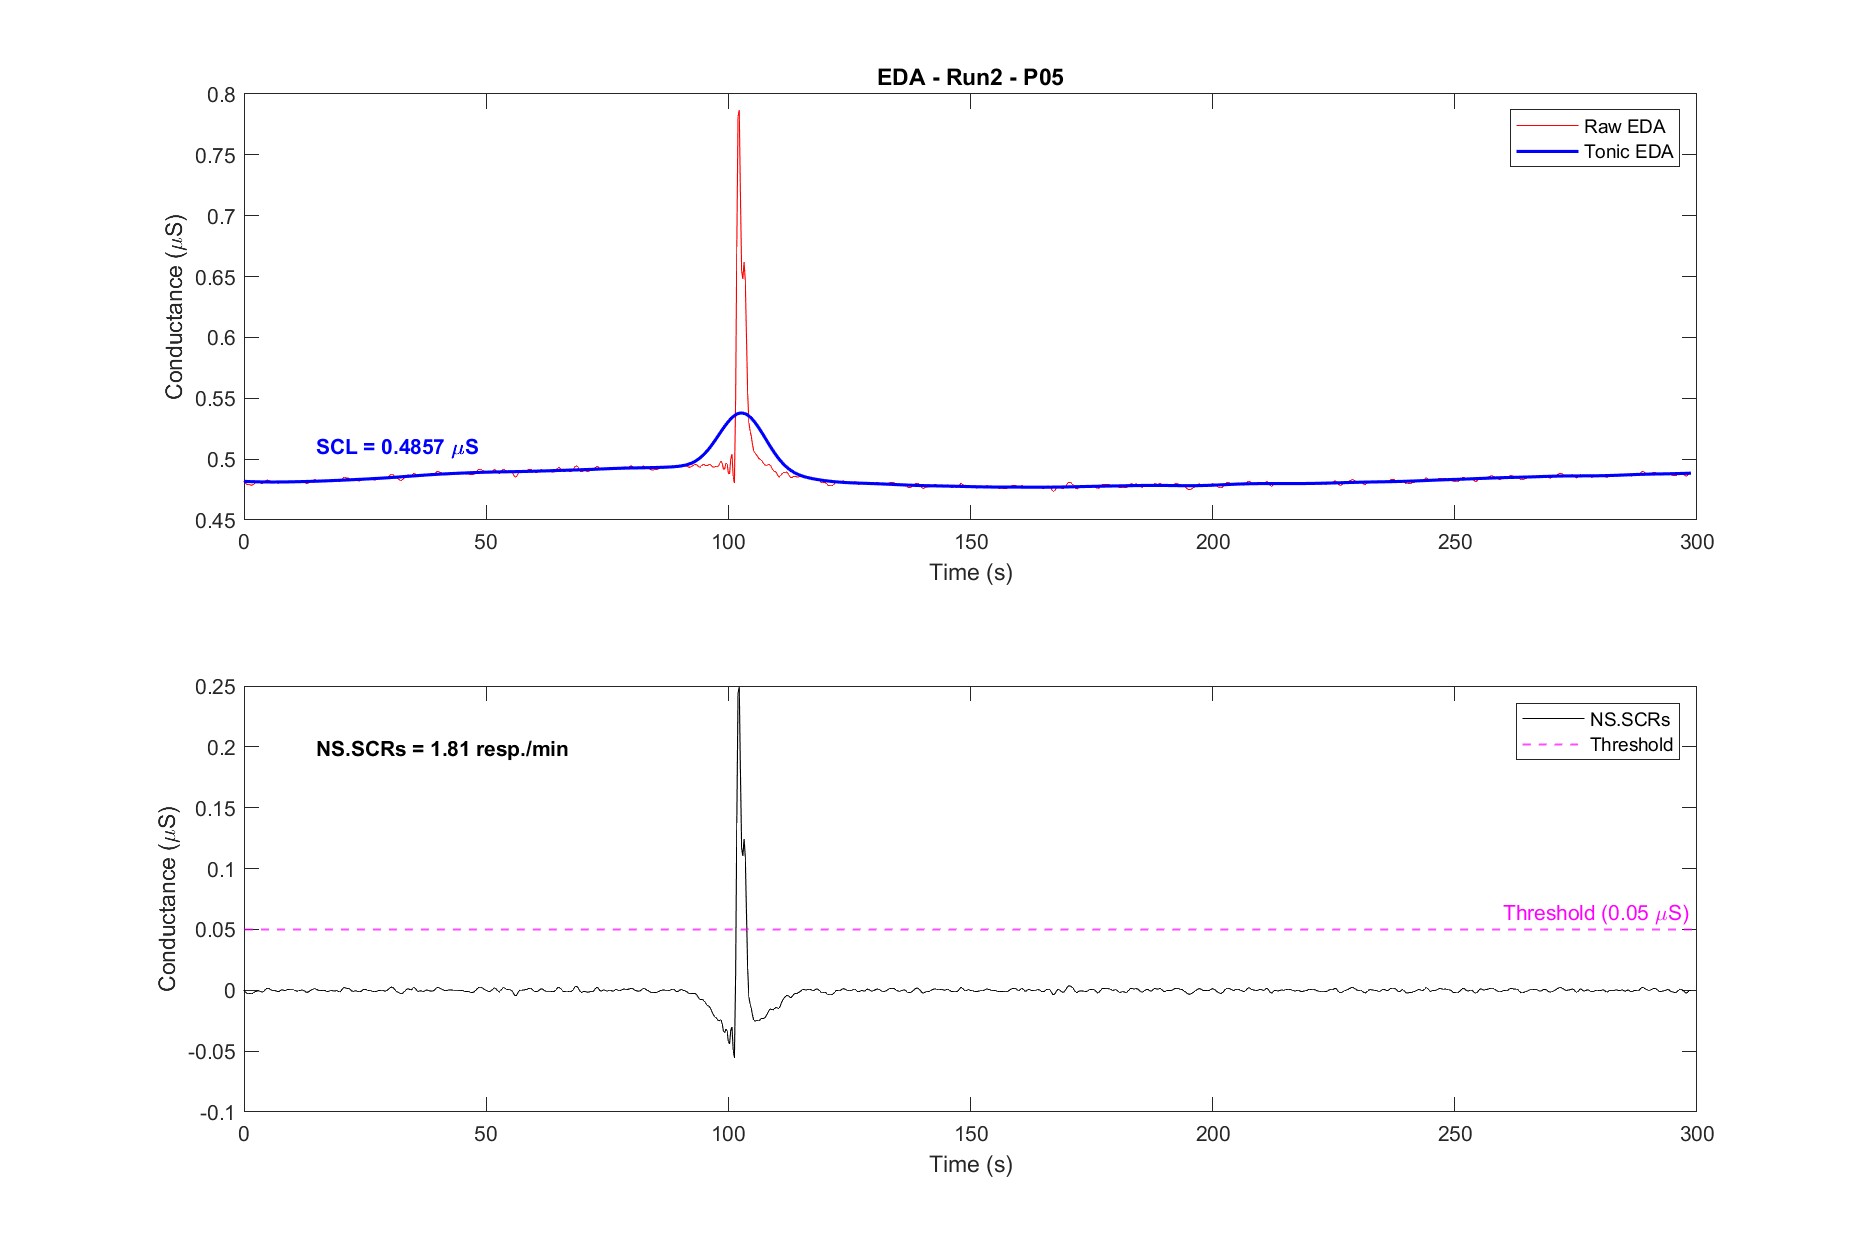 EDA - Run2 - P05
0.8
0.75
0.7
0.65
0.6
0.55
0.5
0.45
Conductance (μS)
Raw EDA
Tonic EDA
SCL = 0.4857 μS
0 50 100 150 200 250 300
Time (s)
0.25
0.2
0.15
0.1
0.05
0
-0.05
-0.1
Conductance (μS)
NS.SCRs
Threshold
NS.SCRs = 1.81 resp./min
Threshold (0.05 μS)
0 50 100 150 200 250 300
Time (s)